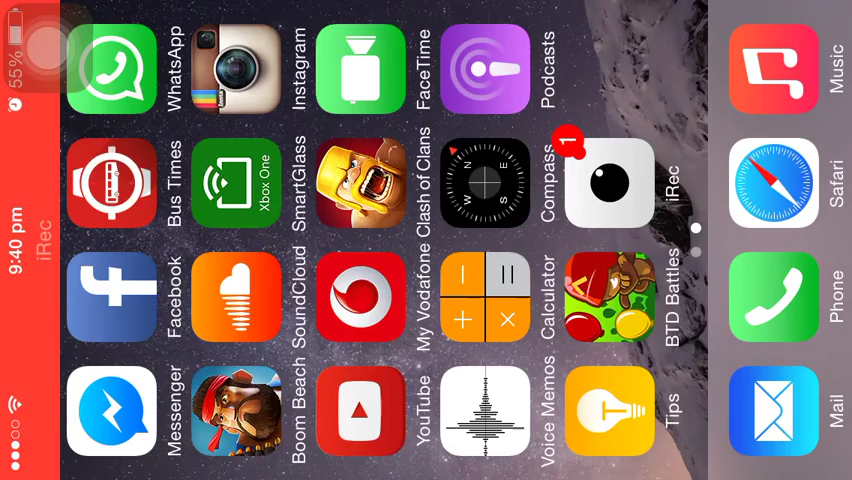 9:40 pm 55%
iRec
Messenger Facebook Bus Times WhatsApp
Xbox One
Boom Beach SoundCloud SmartGlass Instagram
YouTube My Vodafone Clash of Clans FaceTime
N
W E
S
Voice Memos Calculator Compass Podcasts
1
Tips BTD Battles iRec
Mail Phone Safari Music